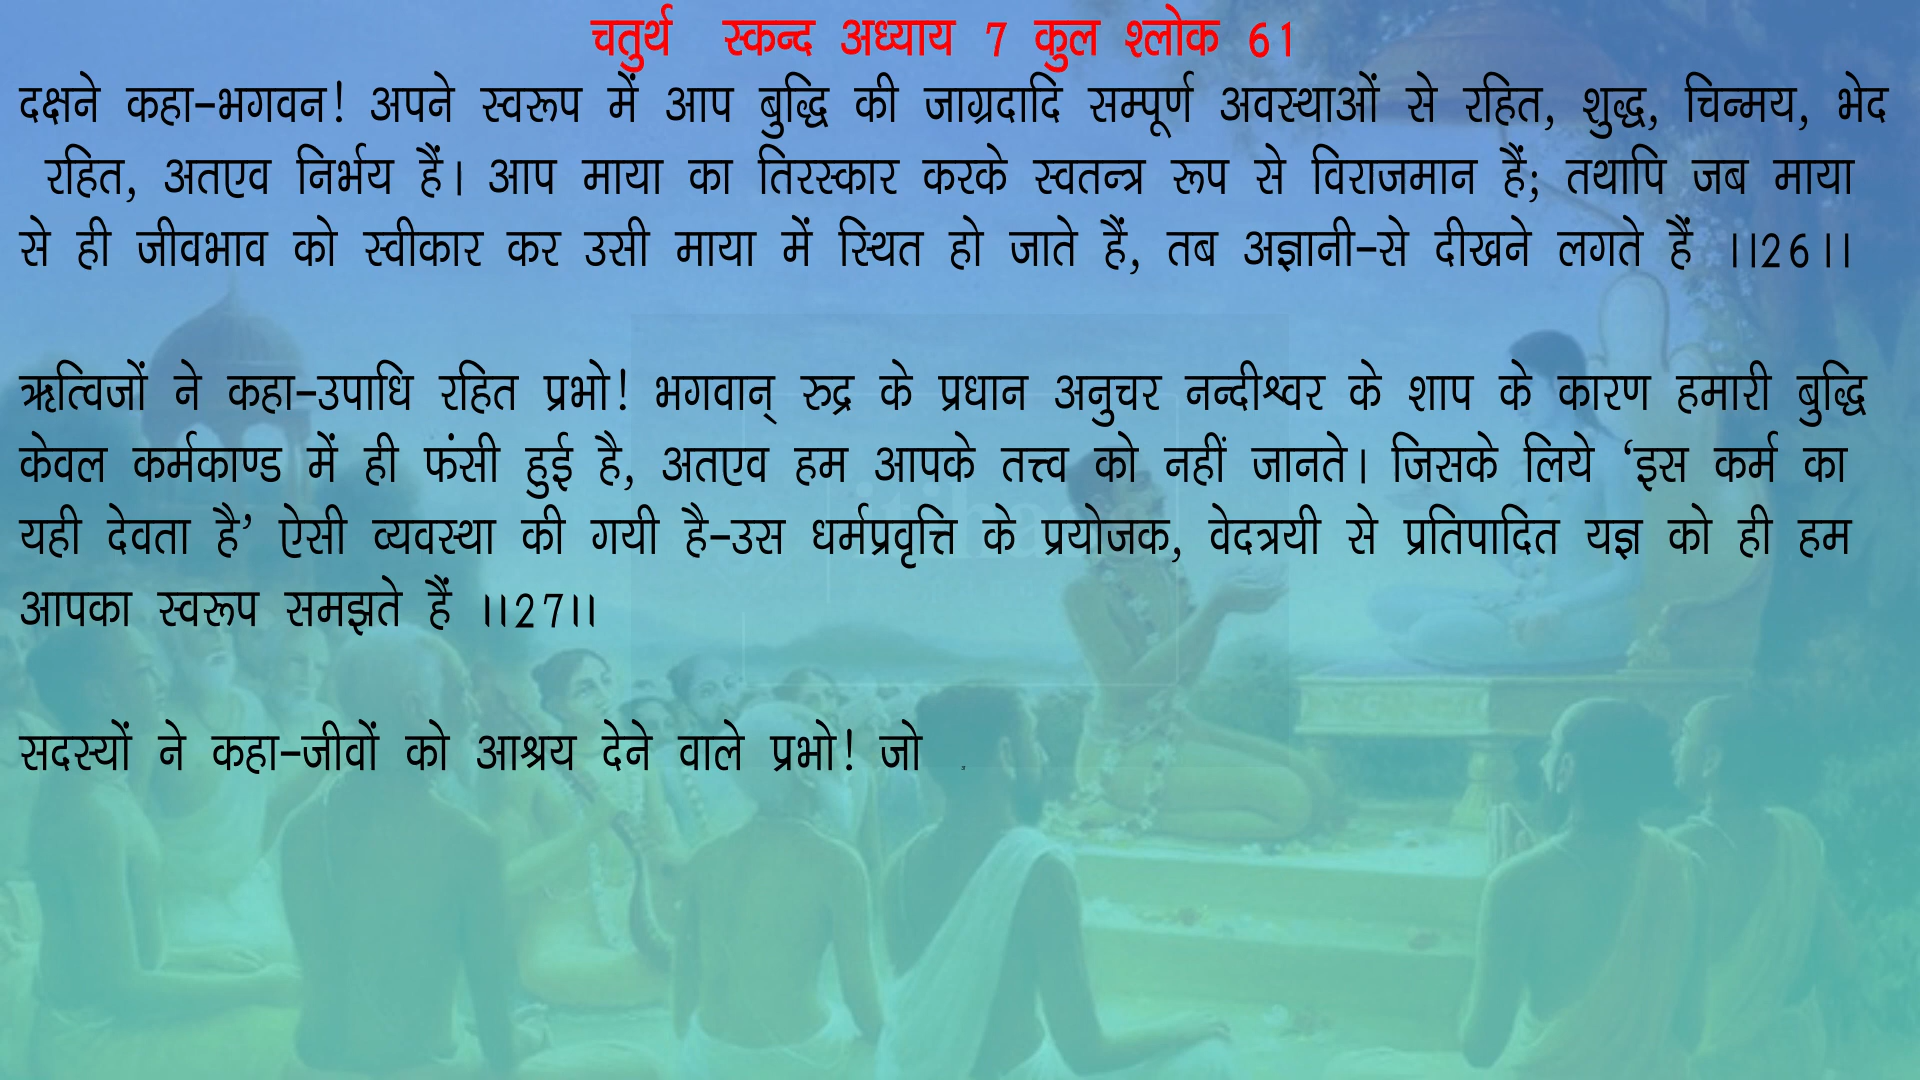 चतुर्थ स्कन्द अध्याय 7 कुल श्लोक 61
दक्षने कहा-भगवन! अपने स्वरूप में आप बुद्धि की जाग्रदादि सम्पूर्ण अवस्थाओं से रहित, शुद्ध, चिन्मय, भेद
रहित, अतएव निर्भय हैं। आप माया का तिरस्कार करके स्वतन्त्र रूप से विराजमान हैं; तथापि जब माया
से ही जीवभाव को स्वीकार कर उसी माया में स्थित हो जाते हैं, तब अज्ञानी-से दीखने लगते हैं ।।26।।
ऋत्विजों ने कहा-उपाधि रहित प्रभो! भगवान् रुद्र के प्रधान अनुचर नन्दीश्वर के शाप के कारण हमारी बुद्धि
केवल कर्मकाण्ड में ही फंसी हुई है, अतएव हम आपके तत्त्व को नहीं जानते। जिसके लिये ‘इस कर्म का
यही देवता है’ ऐसी व्यवस्था की गयी है-उस धर्मप्रवृत्ति के प्रयोजक, वेदत्रयी से प्रतिपादित यज्ञ को ही हम
आपका स्वरूप समझते हैं ।।27।।
सदस्यों ने कहा-जीवों को आश्रय देने वाले प्रभो! जो